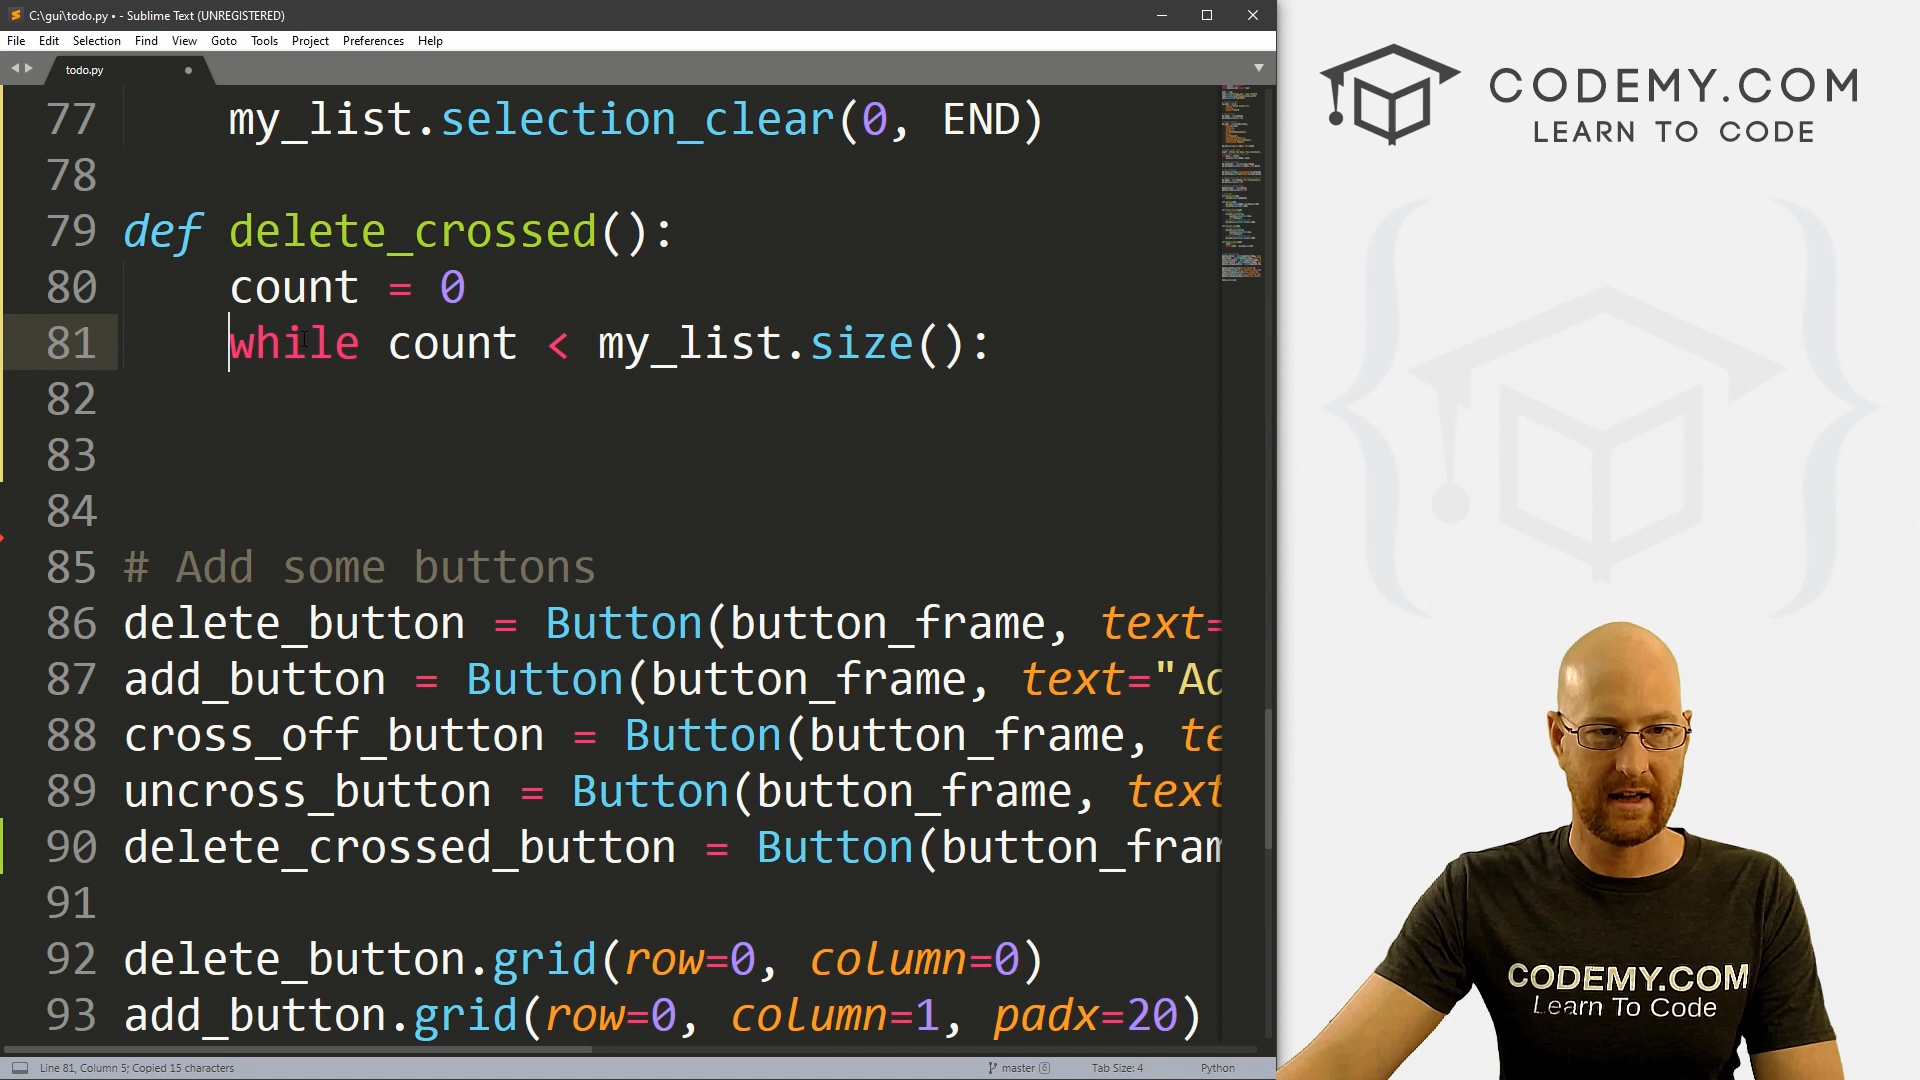 C:\gui\todo.py • - Sublime Text (UNREGISTERED)
File Edit Selection Find View Goto Tools Project Preferences Help
todo.py
77 my_list.selection_clear(0, END)
78
79 def delete_crossed():
80 count = 0
81 while count < my_list.size():
82
83
84
85 # Add some buttons
86 delete_button = Button(button_frame, text=
87 add_button = Button(button_frame, text="Ad
88 cross_off_button = Button(button_frame, te
89 uncross_button = Button(button_frame, text
90 delete_crossed_button = Button(button_fram
91
92 delete_button.grid(row=0, column=0)
93 add_button.grid(row=0, column=1, padx=20)
Line 81, Column 5; Copied 15 characters
master 6 Tab Size: 4 Python
CODEMY.COM
LEARN TO CODE
CODEMY.COM
Learn To Code